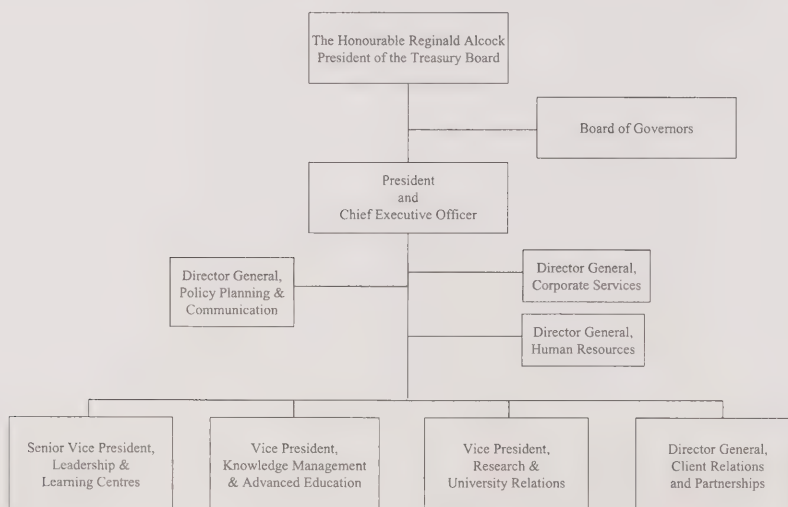 The Honourable Reginald Alcock
President of the Treasury Board
Board of Governors
President
and
Chief Executive Officer
Director General,
Policy Planning &
Communication
Director General,
Corporate Services
Director General,
Human Resources
Senior Vice President,
Leadership &
Learning Centres
Vice President,
Knowledge Management
& Advanced Education
Vice President,
Research &
University Relations
Director General,
Client Relations
and Partnerships